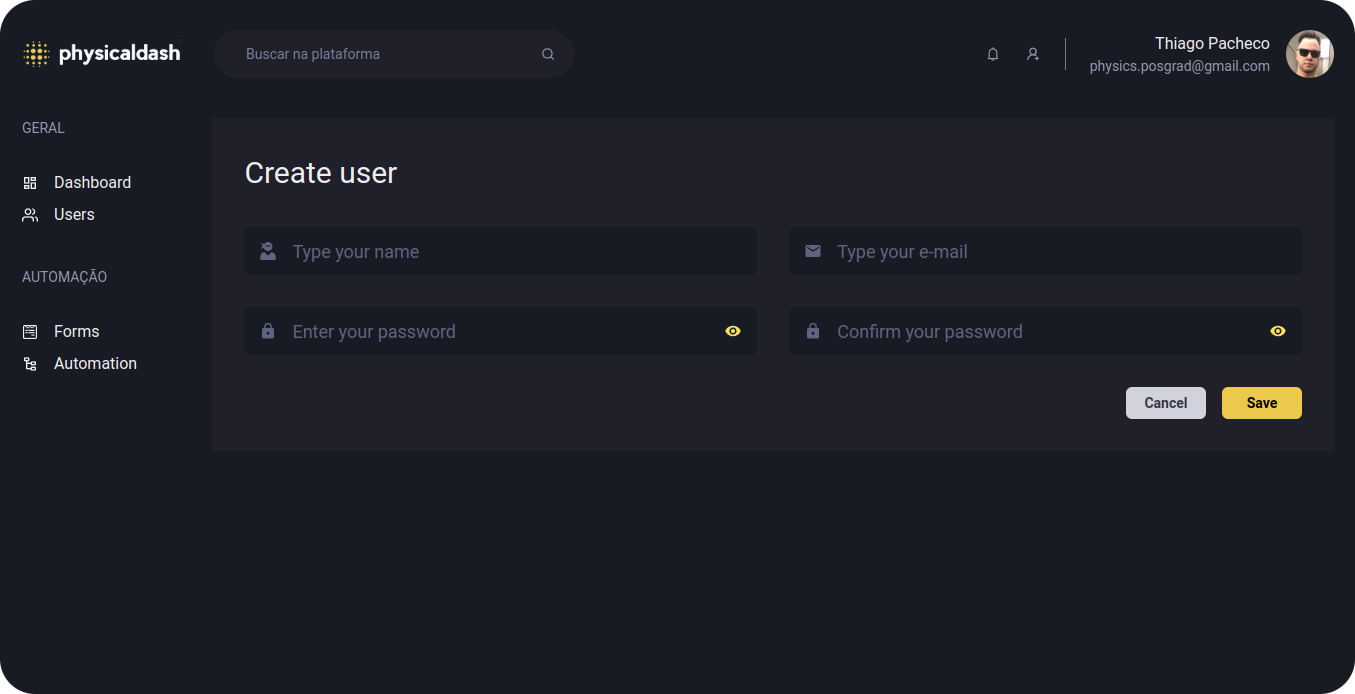 physicaldash
Buscar na plataforma
Thiago Pacheco
physics.posgrad@gmail.com
GERAL
Dashboard
Users
AUTOMAÇÃO
Forms
Automation
Create user
Type your name
Type your e-mail
Enter your password
Confirm your password
Cancel
Save